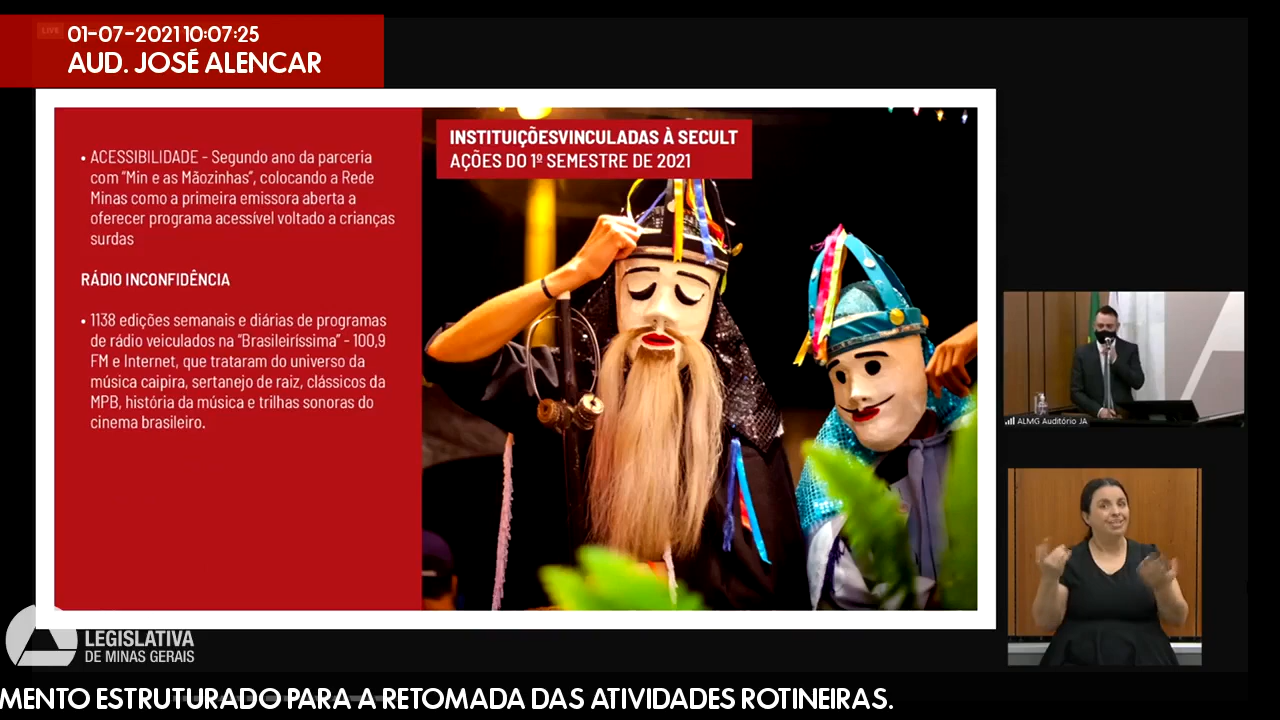 LIVE
01-07-2021 10:07:25
AUD. JOSÉ ALENCAR
• ACESSIBILIDADE - Segundo ano da parceria
com “Min e as Mãozinhas”, colocando a Rede
Minas como a primeira emissora aberta a
oferecer programa acessível voltado a crianças
surdas
RÁDIO INCONFIDÊNCIA
• 1138 edições semanais e diárias de programas
de rádio veiculados na “Brasileiríssima” - 100,9
FM e Internet, que trataram do universo da
música caipira, sertanejo de raiz, clássicos da
MPB, história da música e trilhas sonoras do
cinema brasileiro.
INSTITUIÇÕESVINCULADAS À SECULT
AÇÕES DO 1º SEMESTRE DE 2021
ALMG Auditório JA
LEGISLATIVA
DE MINAS GERAIS
MENTO ESTRUTURADO PARA A RETOMADA DAS ATIVIDADES ROTINEIRAS.